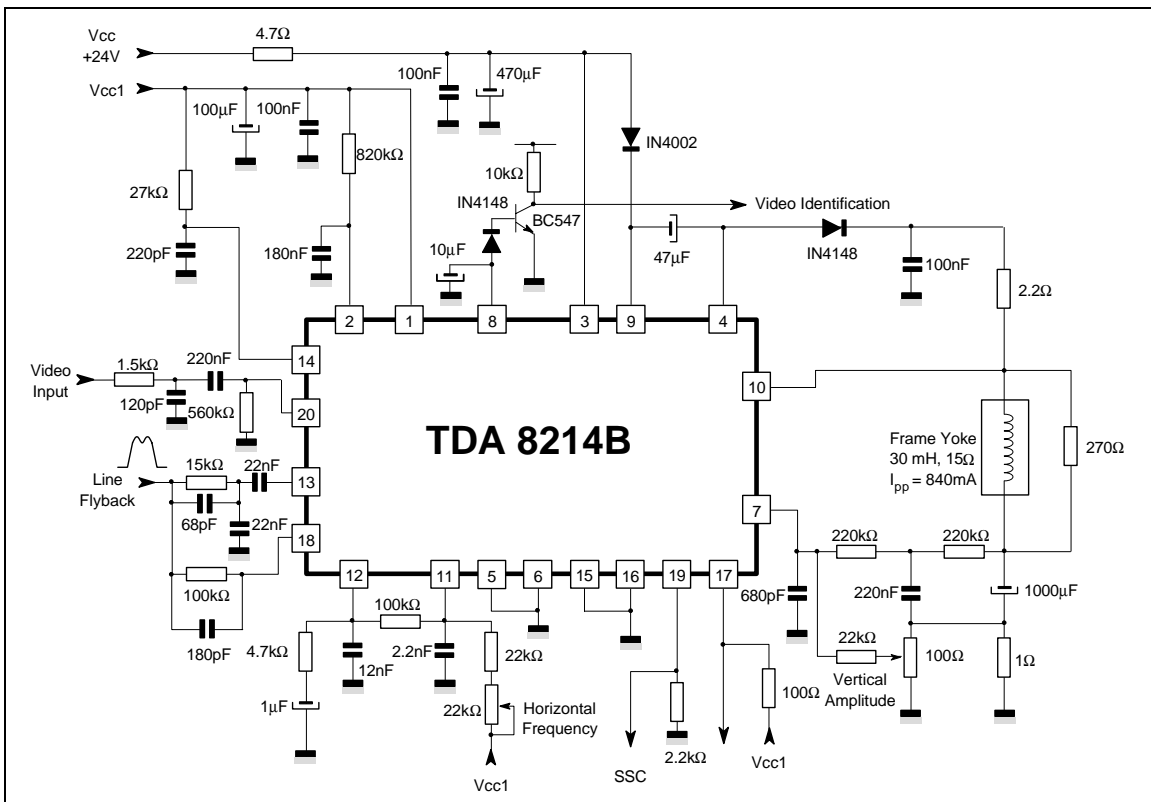 Vcc
+24V
4.7Ω
Vcc1
100μF
100nF
100nF
470μF
820kΩ
27kΩ
220pF
180nF
10kΩ
IN4148
BC547
10μF
IN4002
Video Identification
47μF
IN4148
100nF
2.2Ω
2
1
8
3
9
4
14
20
13
18
10
7
12
11
5
6
15
16
19
17
TDA 8214B
Video
Input
1.5kΩ
220nF
120pF
560kΩ
Line
Flyback
15kΩ
22nF
68pF
22nF
100kΩ
180pF
Frame Yoke
30 mH, 15Ω
Ipp = 840mA
270Ω
220kΩ
220kΩ
680pF
220nF
1000μF
22kΩ
100Ω
1Ω
Vertical
Amplitude
100kΩ
4.7kΩ
12nF
2.2nF
22kΩ
1μF
22kΩ
Horizontal
Frequency
Vcc1
SSC
2.2kΩ
100Ω
Vcc1